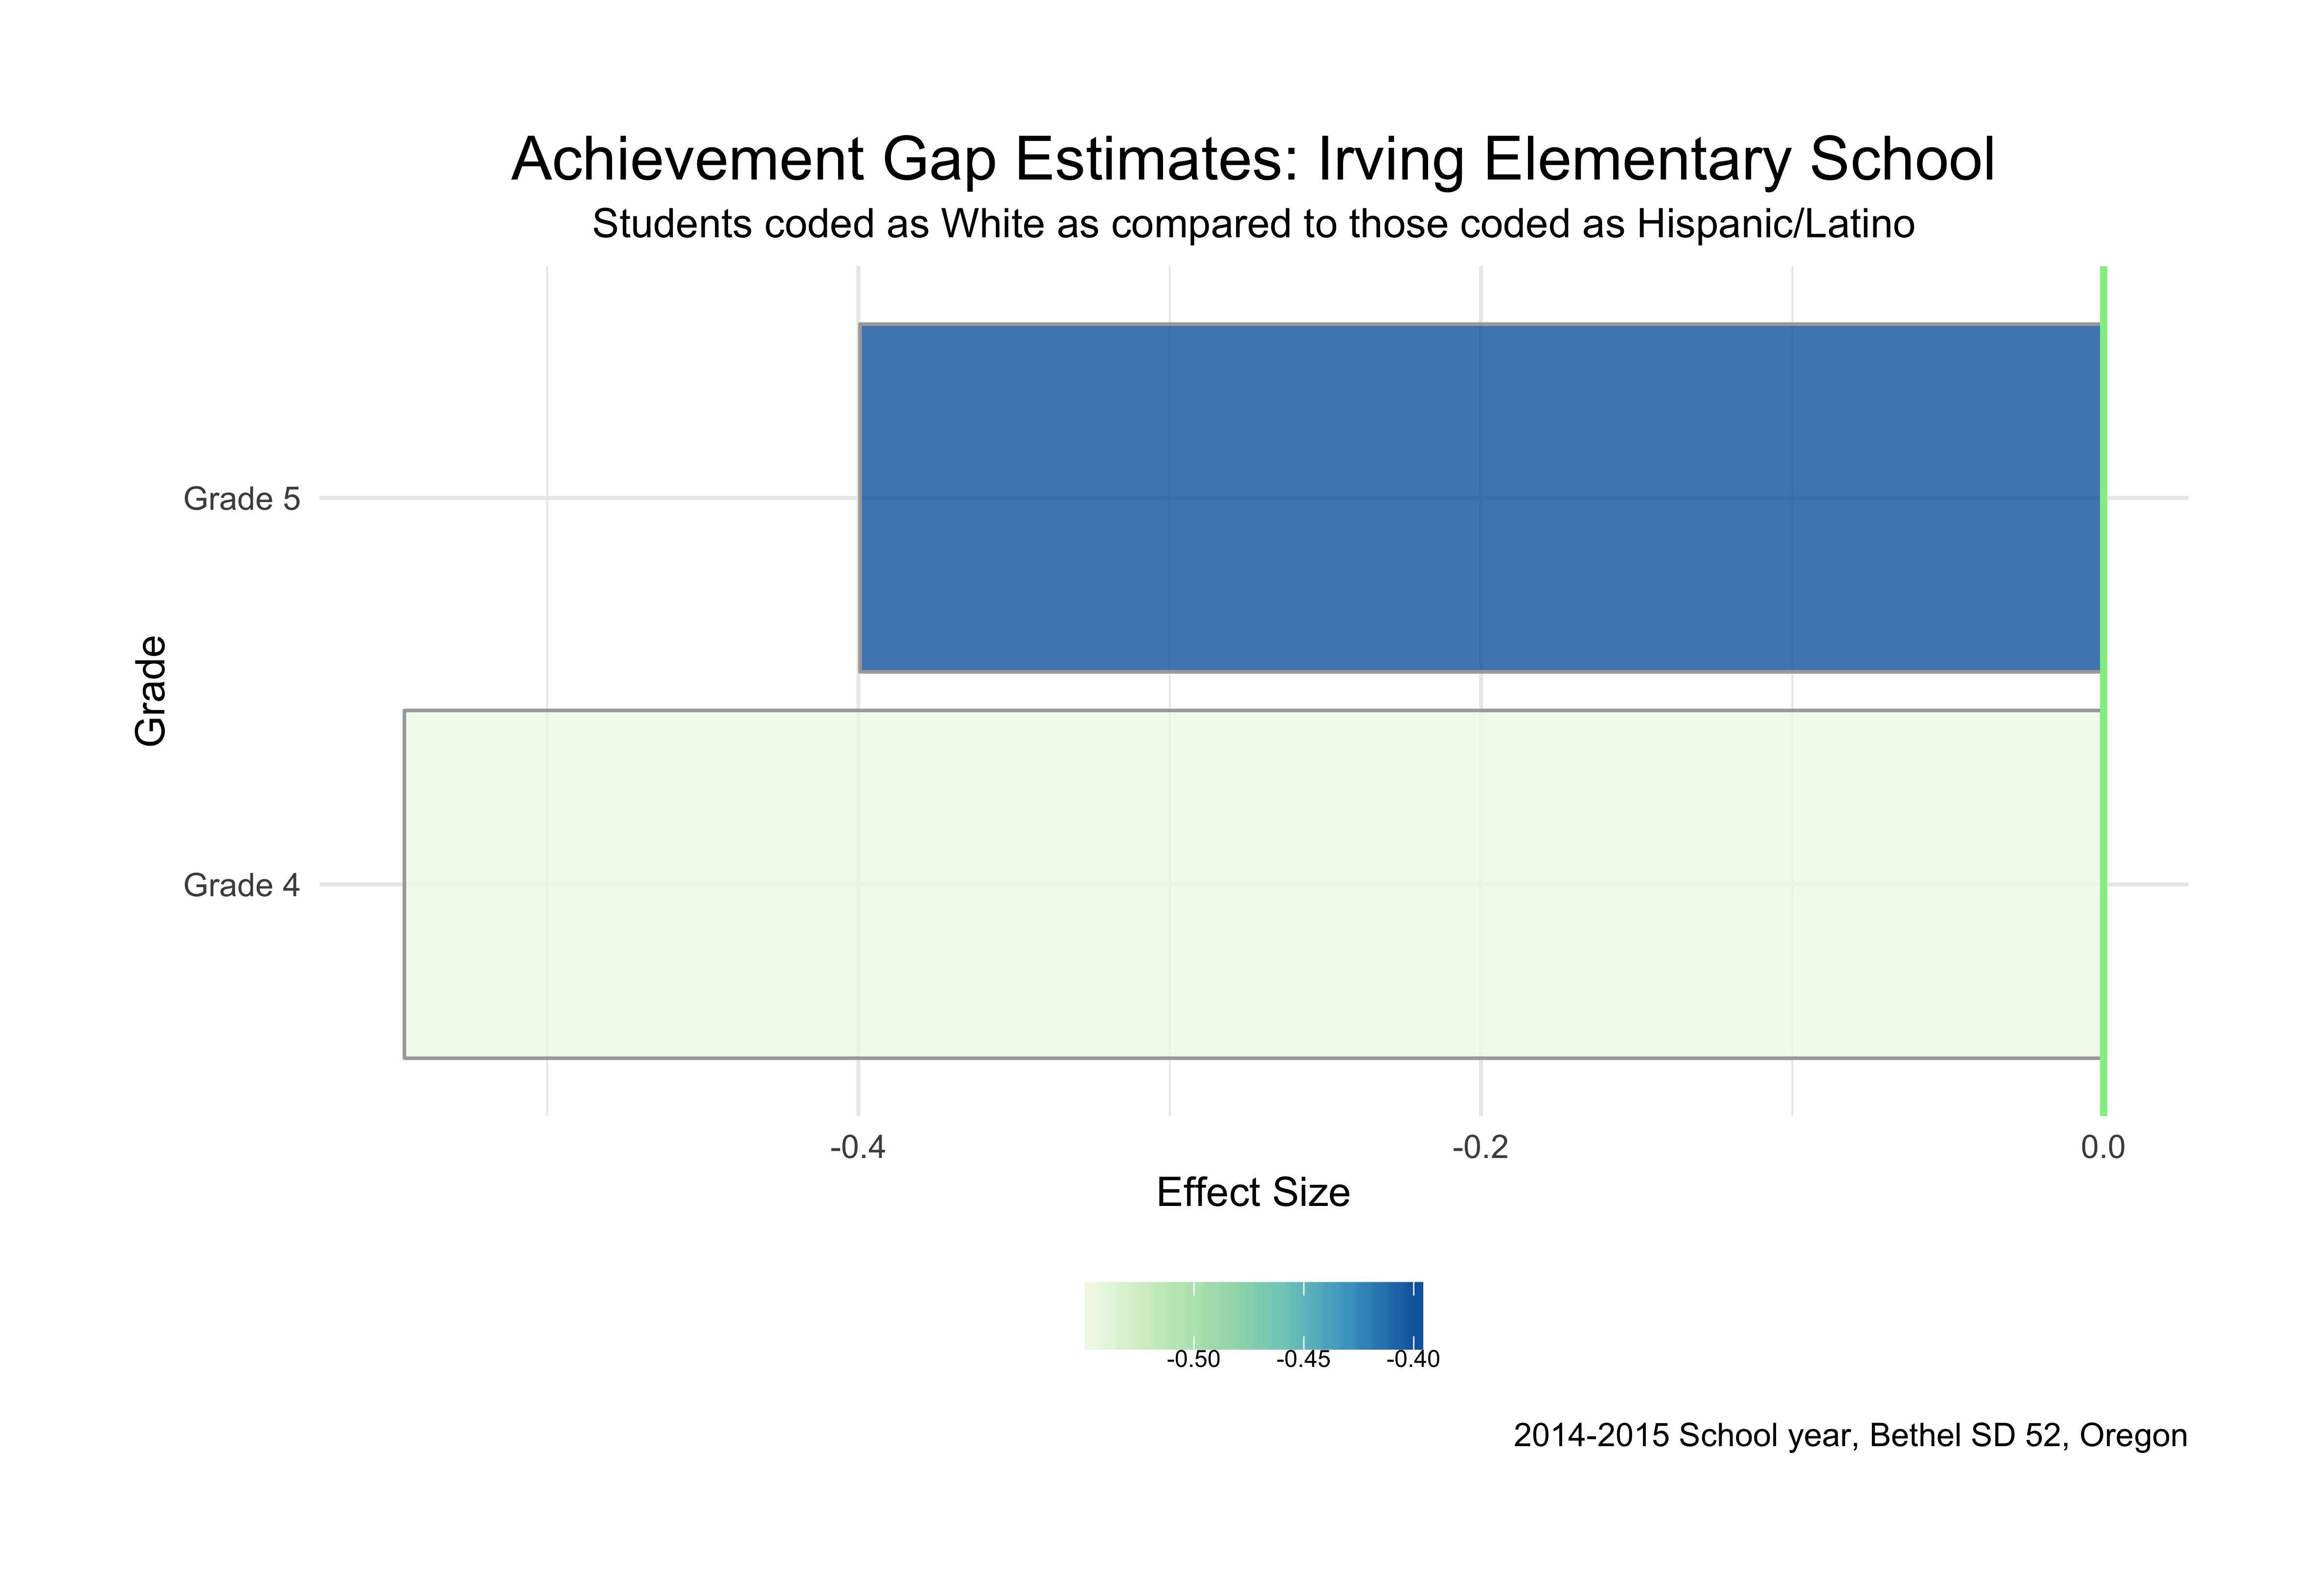 Achievement Gap Estimates: Irving Elementary School
Students coded as White as compared to those coded as Hispanic/Latino
Grade 5
Grade
Grade 4
-0.4
-0.2
0.0
Effect Size
-0.50
-0.45
-0.40
2014-2015 School year, Bethel SD 52, Oregon